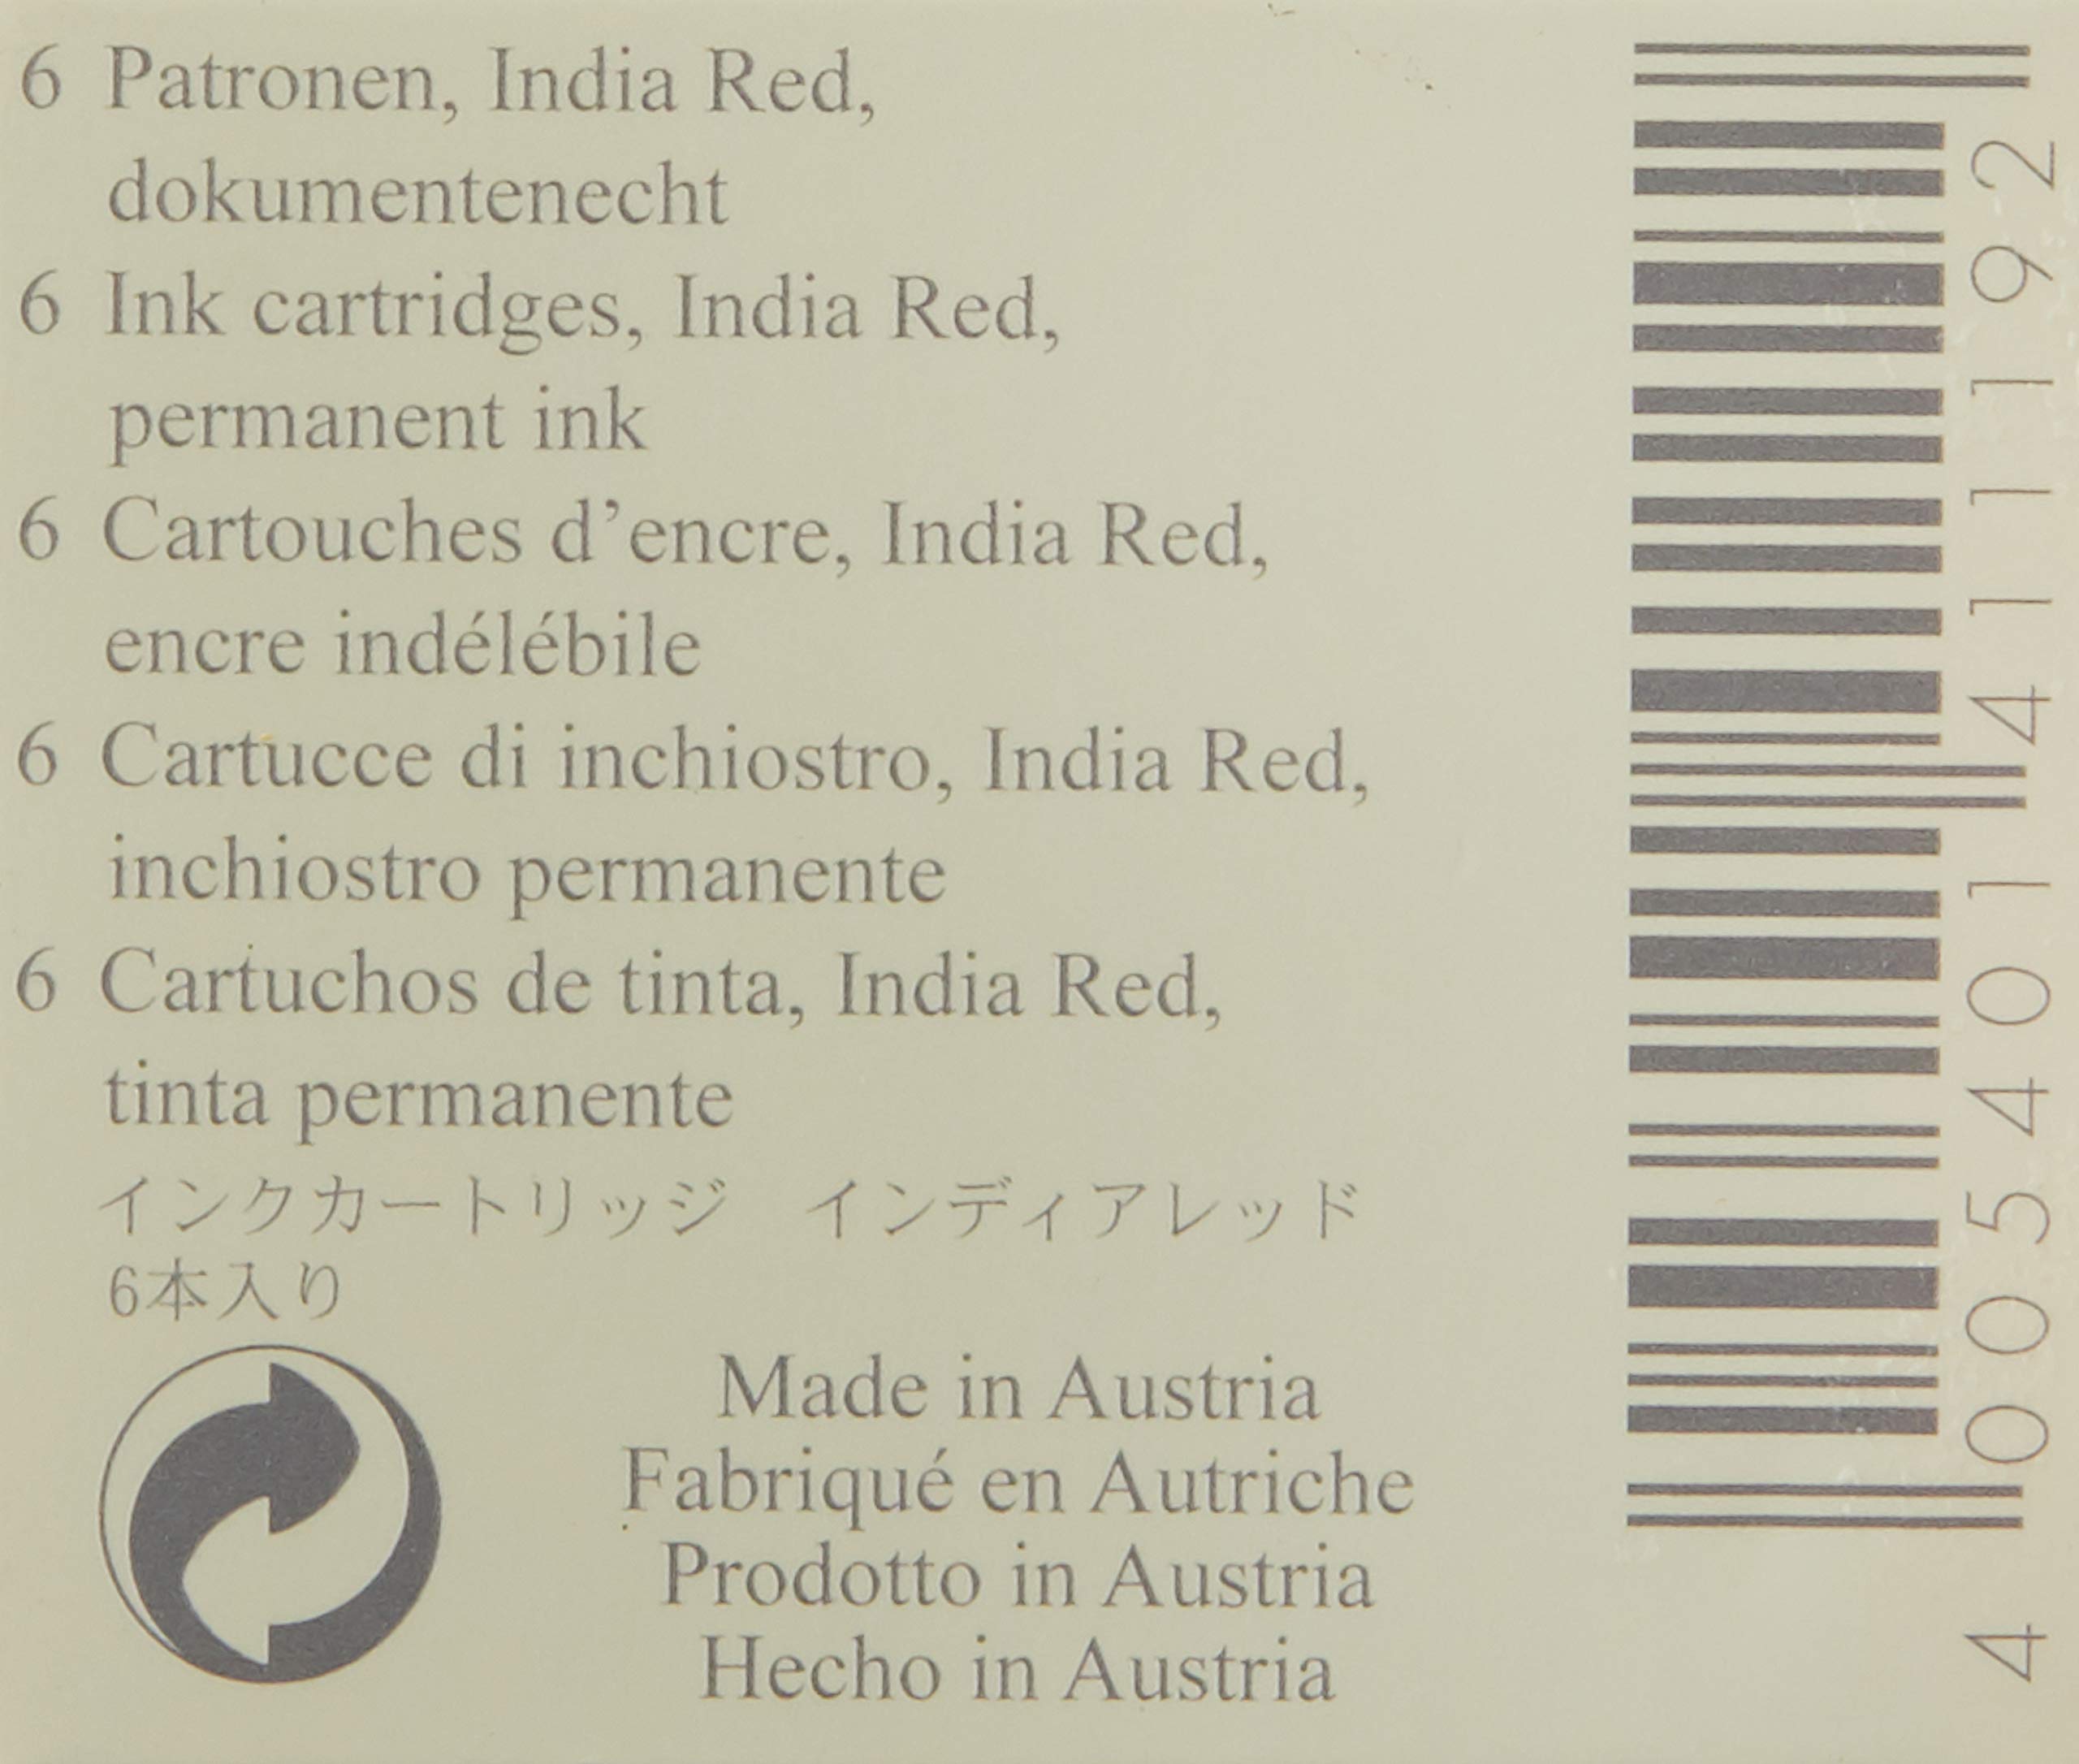 6 Patronen, India Red,
dokumentenecht
6 Ink cartridges, India Red,
permanent ink
6 Cartouches d’encre, India Red,
encre indélébile
6 Cartucce di inchiostro, India Red,
inchiostro permanente
6 Cartuchos de tinta, India Red,
tinta permanente
インクカートリッジ　インディアレッド
6本入り
Made in Austria
Fabriqué en Autriche
Prodotto in Austria
Hecho in Austria
4 005401 411192